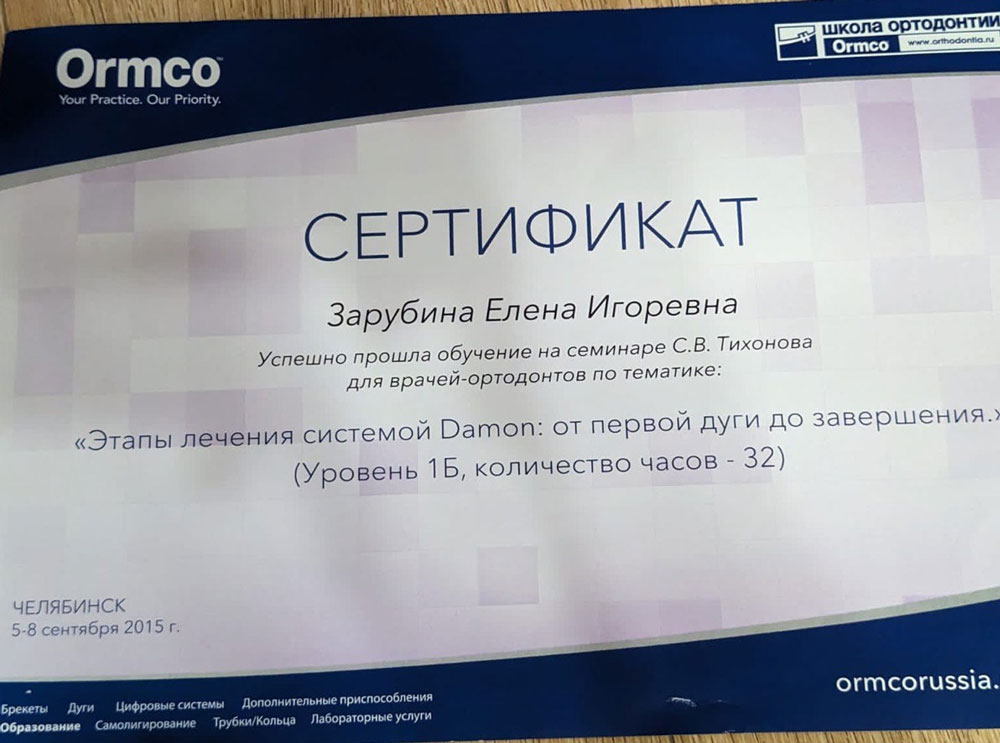 Ormco
Your Practice. Our Priority.
ШКОЛА ОРТОДОНТИИ
Ormco www.orthodontia.ru
СЕРТИФИКАТ
Зарубина Елена Игоревна
Успешно прошла обучение на семинаре С.В. Тихонова
для врачей-ортодонтов по тематике:
«Этапы лечения системой Damon: от первой дуги до завершения.»
(Уровень 1Б, количество часов - 32)
ЧЕЛЯБИНСК
5-8 сентября 2015 г.
ormcorussia.
Брекеты Дуги Цифровые системы Дополнительные приспособления
Образование Самолигирование Трубки/Кольца Лабораторные услуги